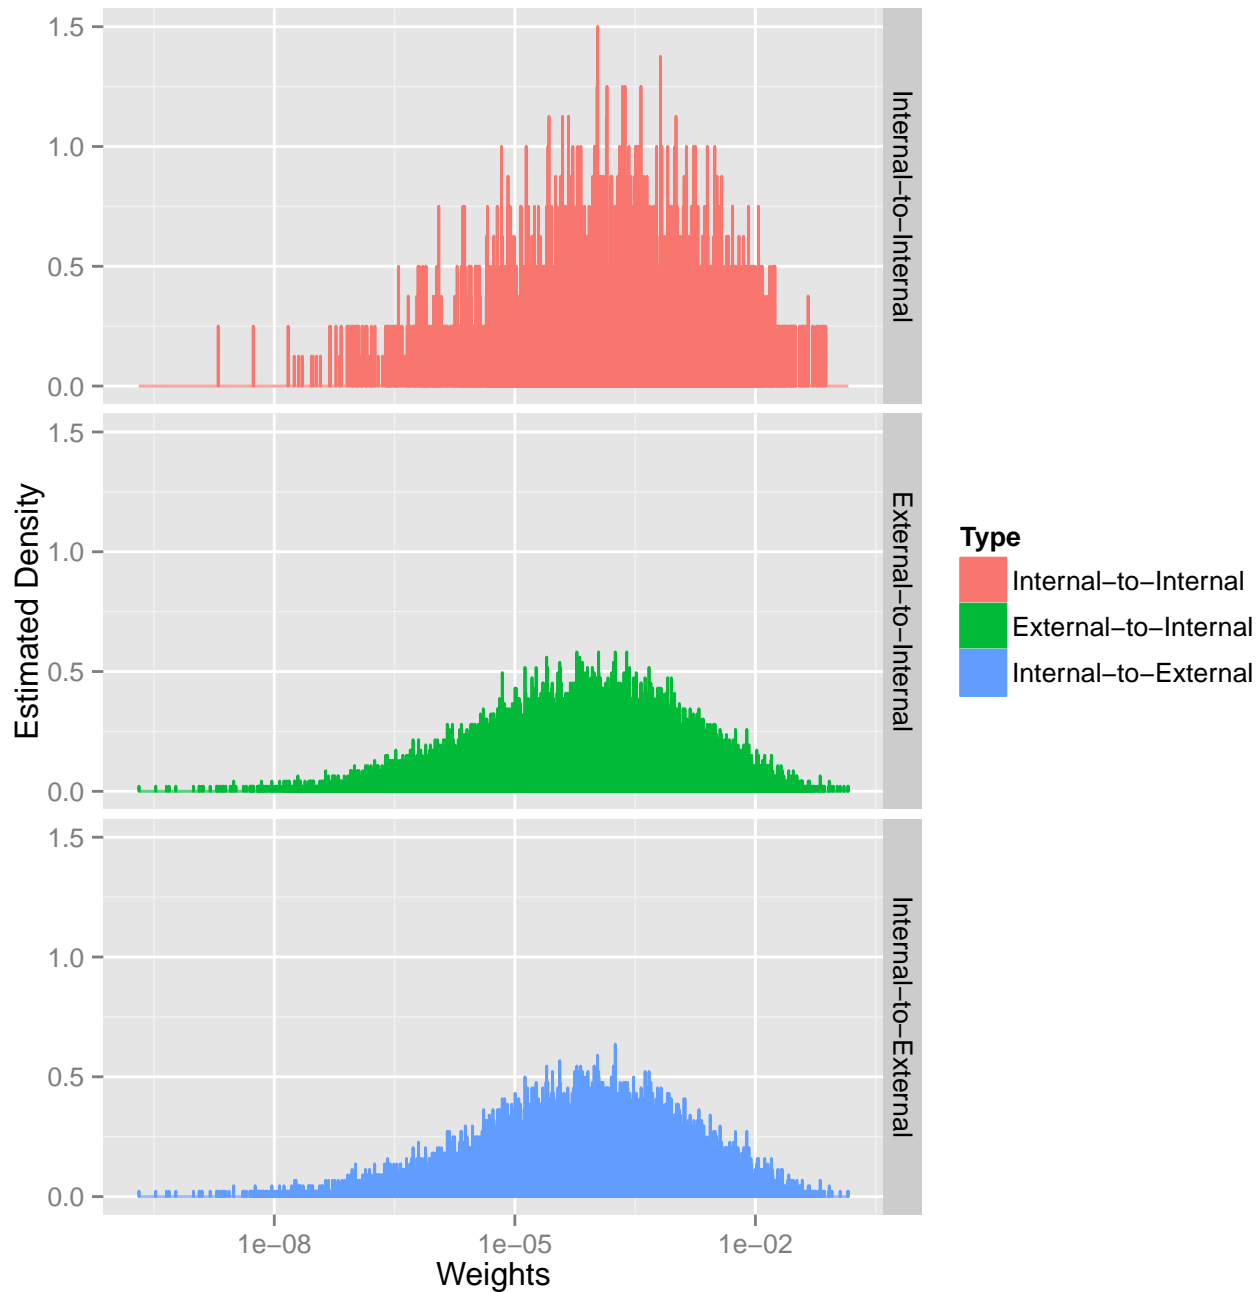 1.5
1.0
0.5
0.0
Internal−to−Internal
1.5
1.0
0.5
0.0
External−to−Internal
1.5
1.0
0.5
0.0
Internal−to−External
Estimated Density
1e−08
1e−05
1e−02
Weights
Type
Internal−to−Internal
External−to−Internal
Internal−to−External